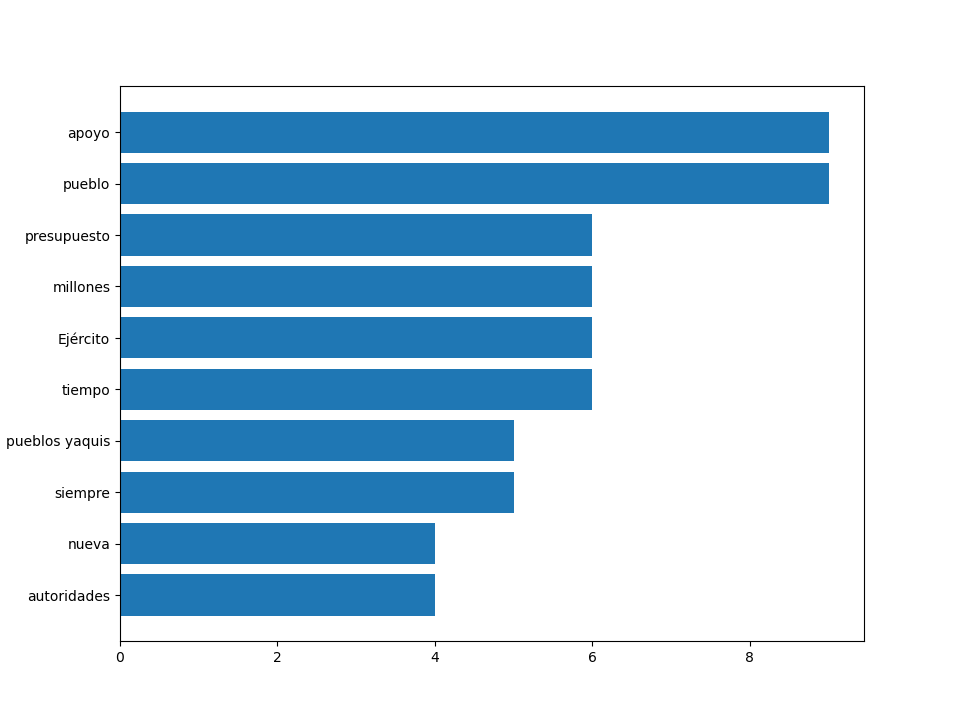 apoyo
pueblo
presupuesto
millones
Ejército
tiempo
pueblos yaquis
siempre
nueva
autoridades
0 2 4 6 8